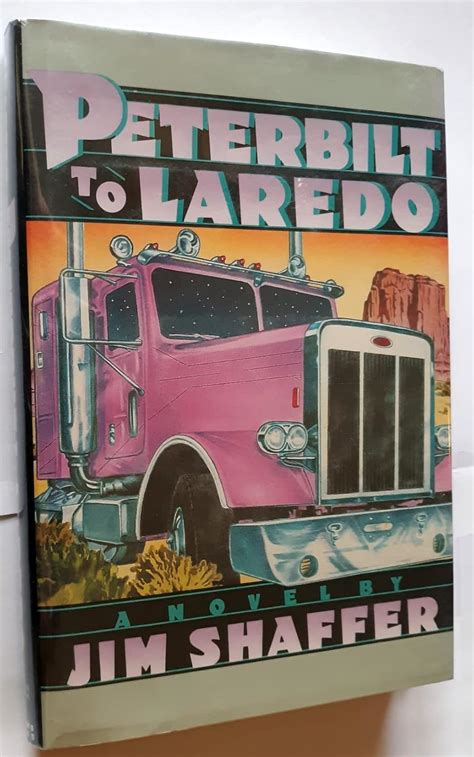 PETERBILT
TO LAREDO
A NOVEL BY
JIM SHAFFER